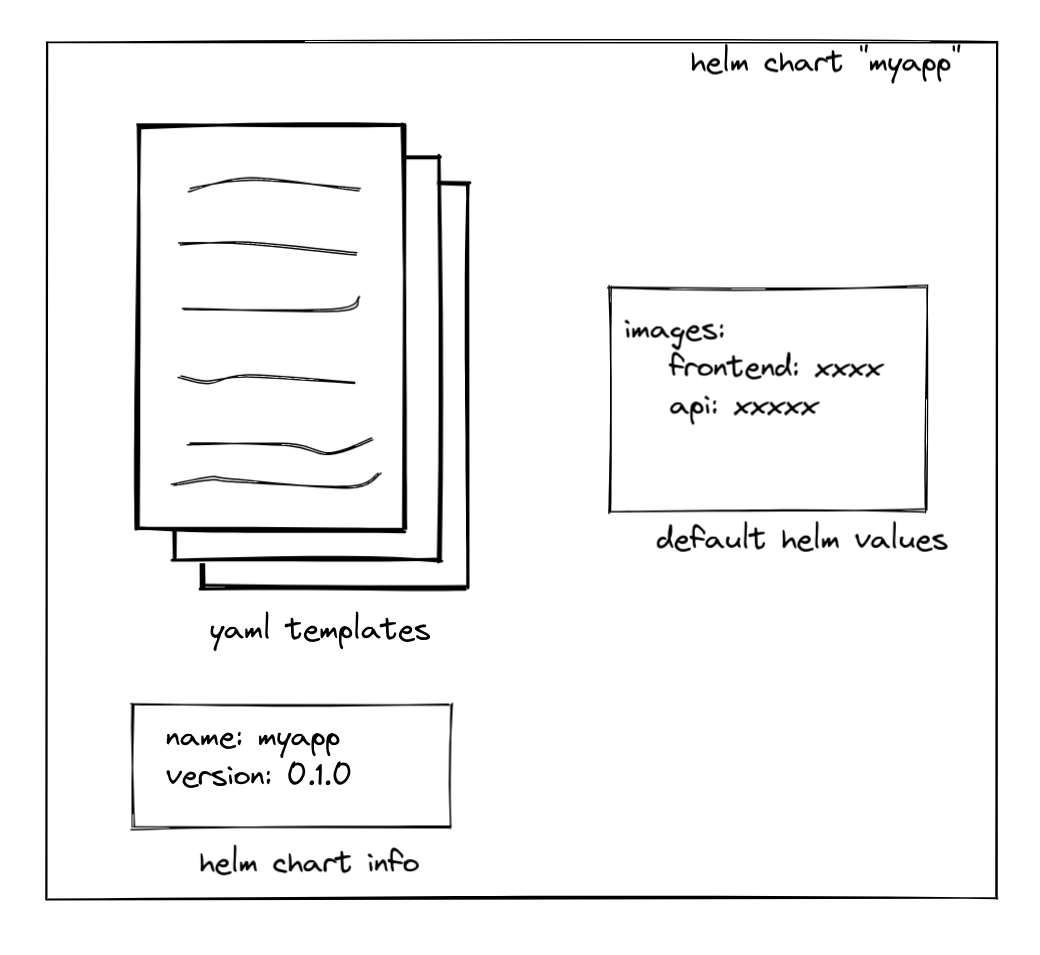 helm chart "myapp"
images:
frontend: xxxx
api: xxxxx
default helm values
yaml templates
name: myapp
version: 0.1.0
helm chart info